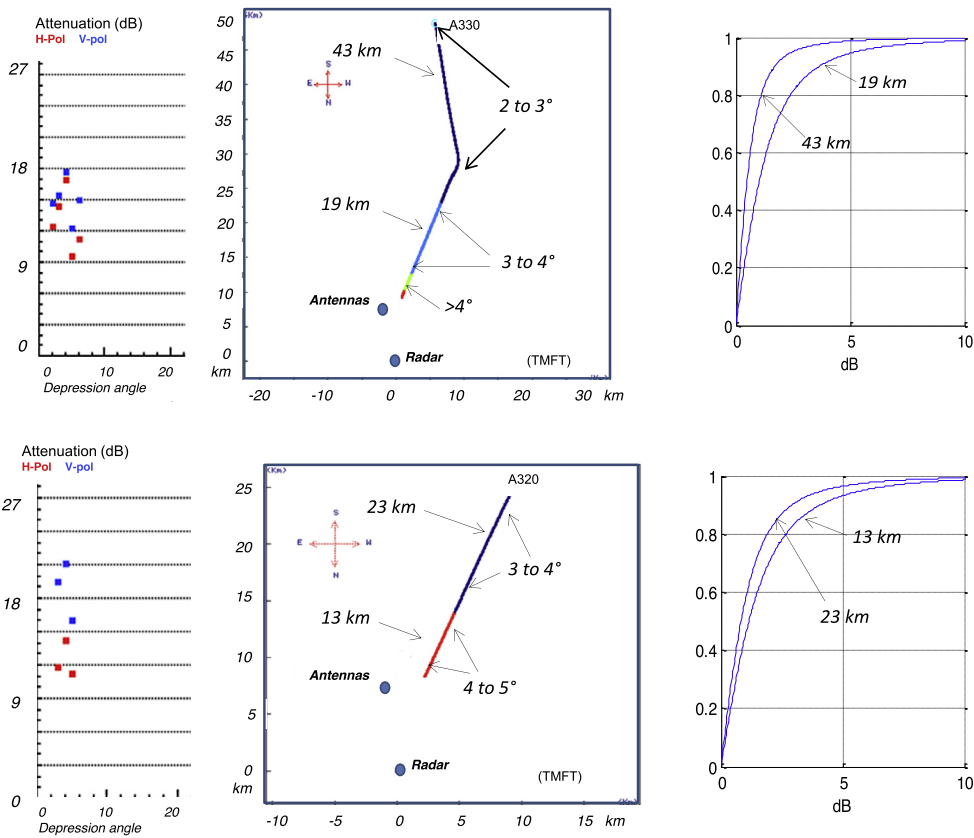 Attenuation (dB)
H-Pol V-pol
27
18
9
0
0 10 20
Depression angle
(Km)
50
45
40
35
30
25
20
15
10
5
0
km
A330
43 km
S
E W
N
2 to 3°
19 km
3 to 4°
>4°
Antennas
Radar
(TMFT)
-20 -10 0 10 20 30 km
1
0.8
0.6
0.4
0.2
0
19 km
43 km
0 5 10
dB
Attenuation (dB)
H-Pol V-pol
27
18
9
0
0 10 20
Depression angle
(Km)
25
20
15
10
5
0
km
A320
23 km
S
E W
N
3 to 4°
13 km
4 to 5°
Antennas
Radar
(TMFT)
-10 -5 0 5 10 15 km
1
0.8
0.6
0.4
0.2
0
13 km
23 km
0 5 10
dB